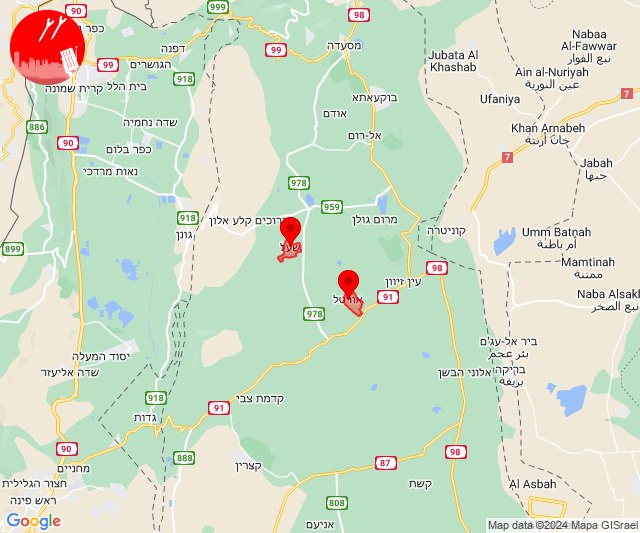 999
98
90
כפר
דפנה
מסעדה
99
99
הגושרים
Nabaa
Al-Fawwar
نبع الفوار
Jubata Al
Khashab
Ain al-Nuriyah
عين النورية
918
בית הלל
קרית שמונה
בוקעאתא
Ufaniya
7
אודם
886
שדה נחמיה
אל-רום
Khan Arnabeh
خان أرنبة
90
כפר בלום
7
נאות מרדכי
978
Jabah
جبها
959
918
דרוכים קלע אלון
מרום גולן
גונן
קוניטרה
Umm Batnah
أم باطنة
899
שעל
98
Mamtinah
ممتنة
עין זיוון
91
אורטל
Naba Alsakh
نبع الصخر
978
ביר אל-עג'ם
بئر عجم
יסוד המעלה
שדה אליעזר
אלוני הבשן
בריקה
بريقة
918
קדמת צבי
91
גדות
90
98
888
87
מחניים
קצרין
חצור הגלילית
ראש פינה
קשת
Al Asbah
808
אניעם
Google
Map data ©2024 Mapa GISrael